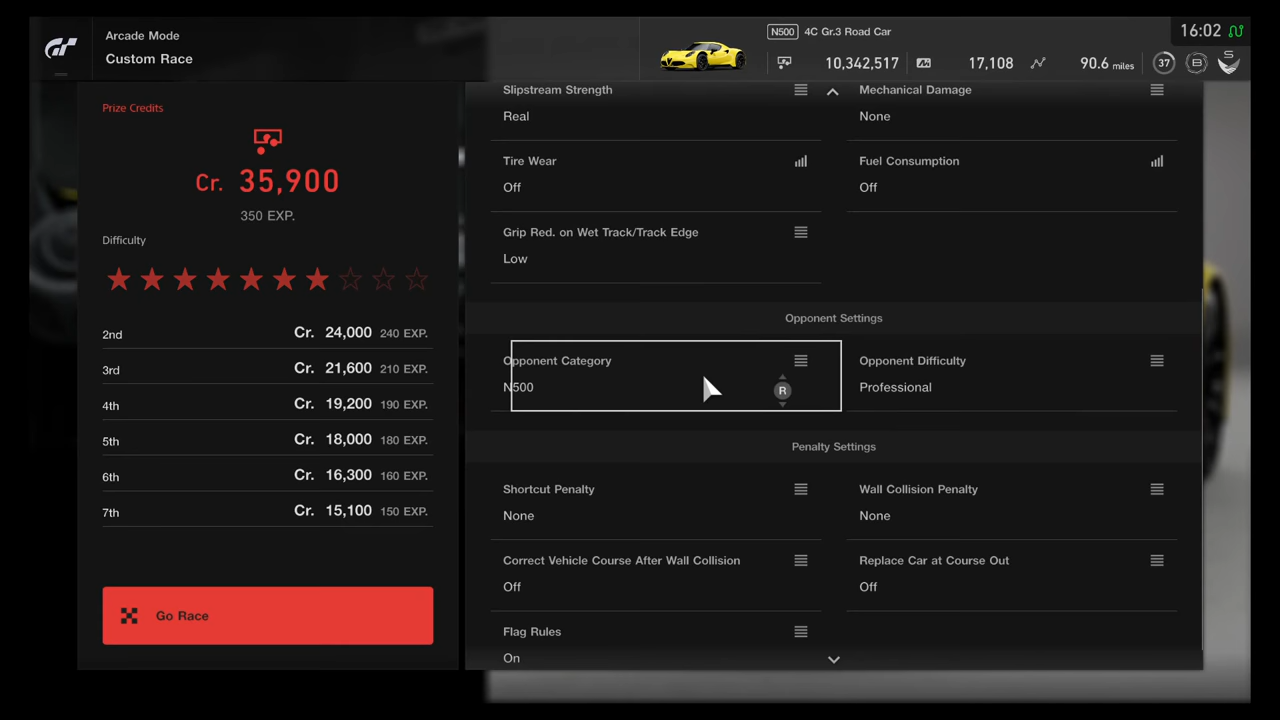 Arcade Mode
Custom Race
N500 4C Gr.3 Road Car
16:02
10,342,517 17,108 90.6 miles 37 B S
Prize Credits
Cr. 35,900
350 EXP.
Difficulty
2nd Cr. 24,000 240 EXP.
3rd Cr. 21,600 210 EXP.
4th Cr. 19,200 190 EXP.
5th Cr. 18,000 180 EXP.
6th Cr. 16,300 160 EXP.
7th Cr. 15,100 150 EXP.
Go Race
Slipstream Strength Mechanical Damage
Real None
Tire Wear Fuel Consumption
Off Off
Grip Red. on Wet Track/Track Edge
Low
Opponent Settings
Opponent Category Opponent Difficulty
N500 R Professional
Penalty Settings
Shortcut Penalty Wall Collision Penalty
None None
Correct Vehicle Course After Wall Collision Replace Car at Course Out
Off Off
Flag Rules
On